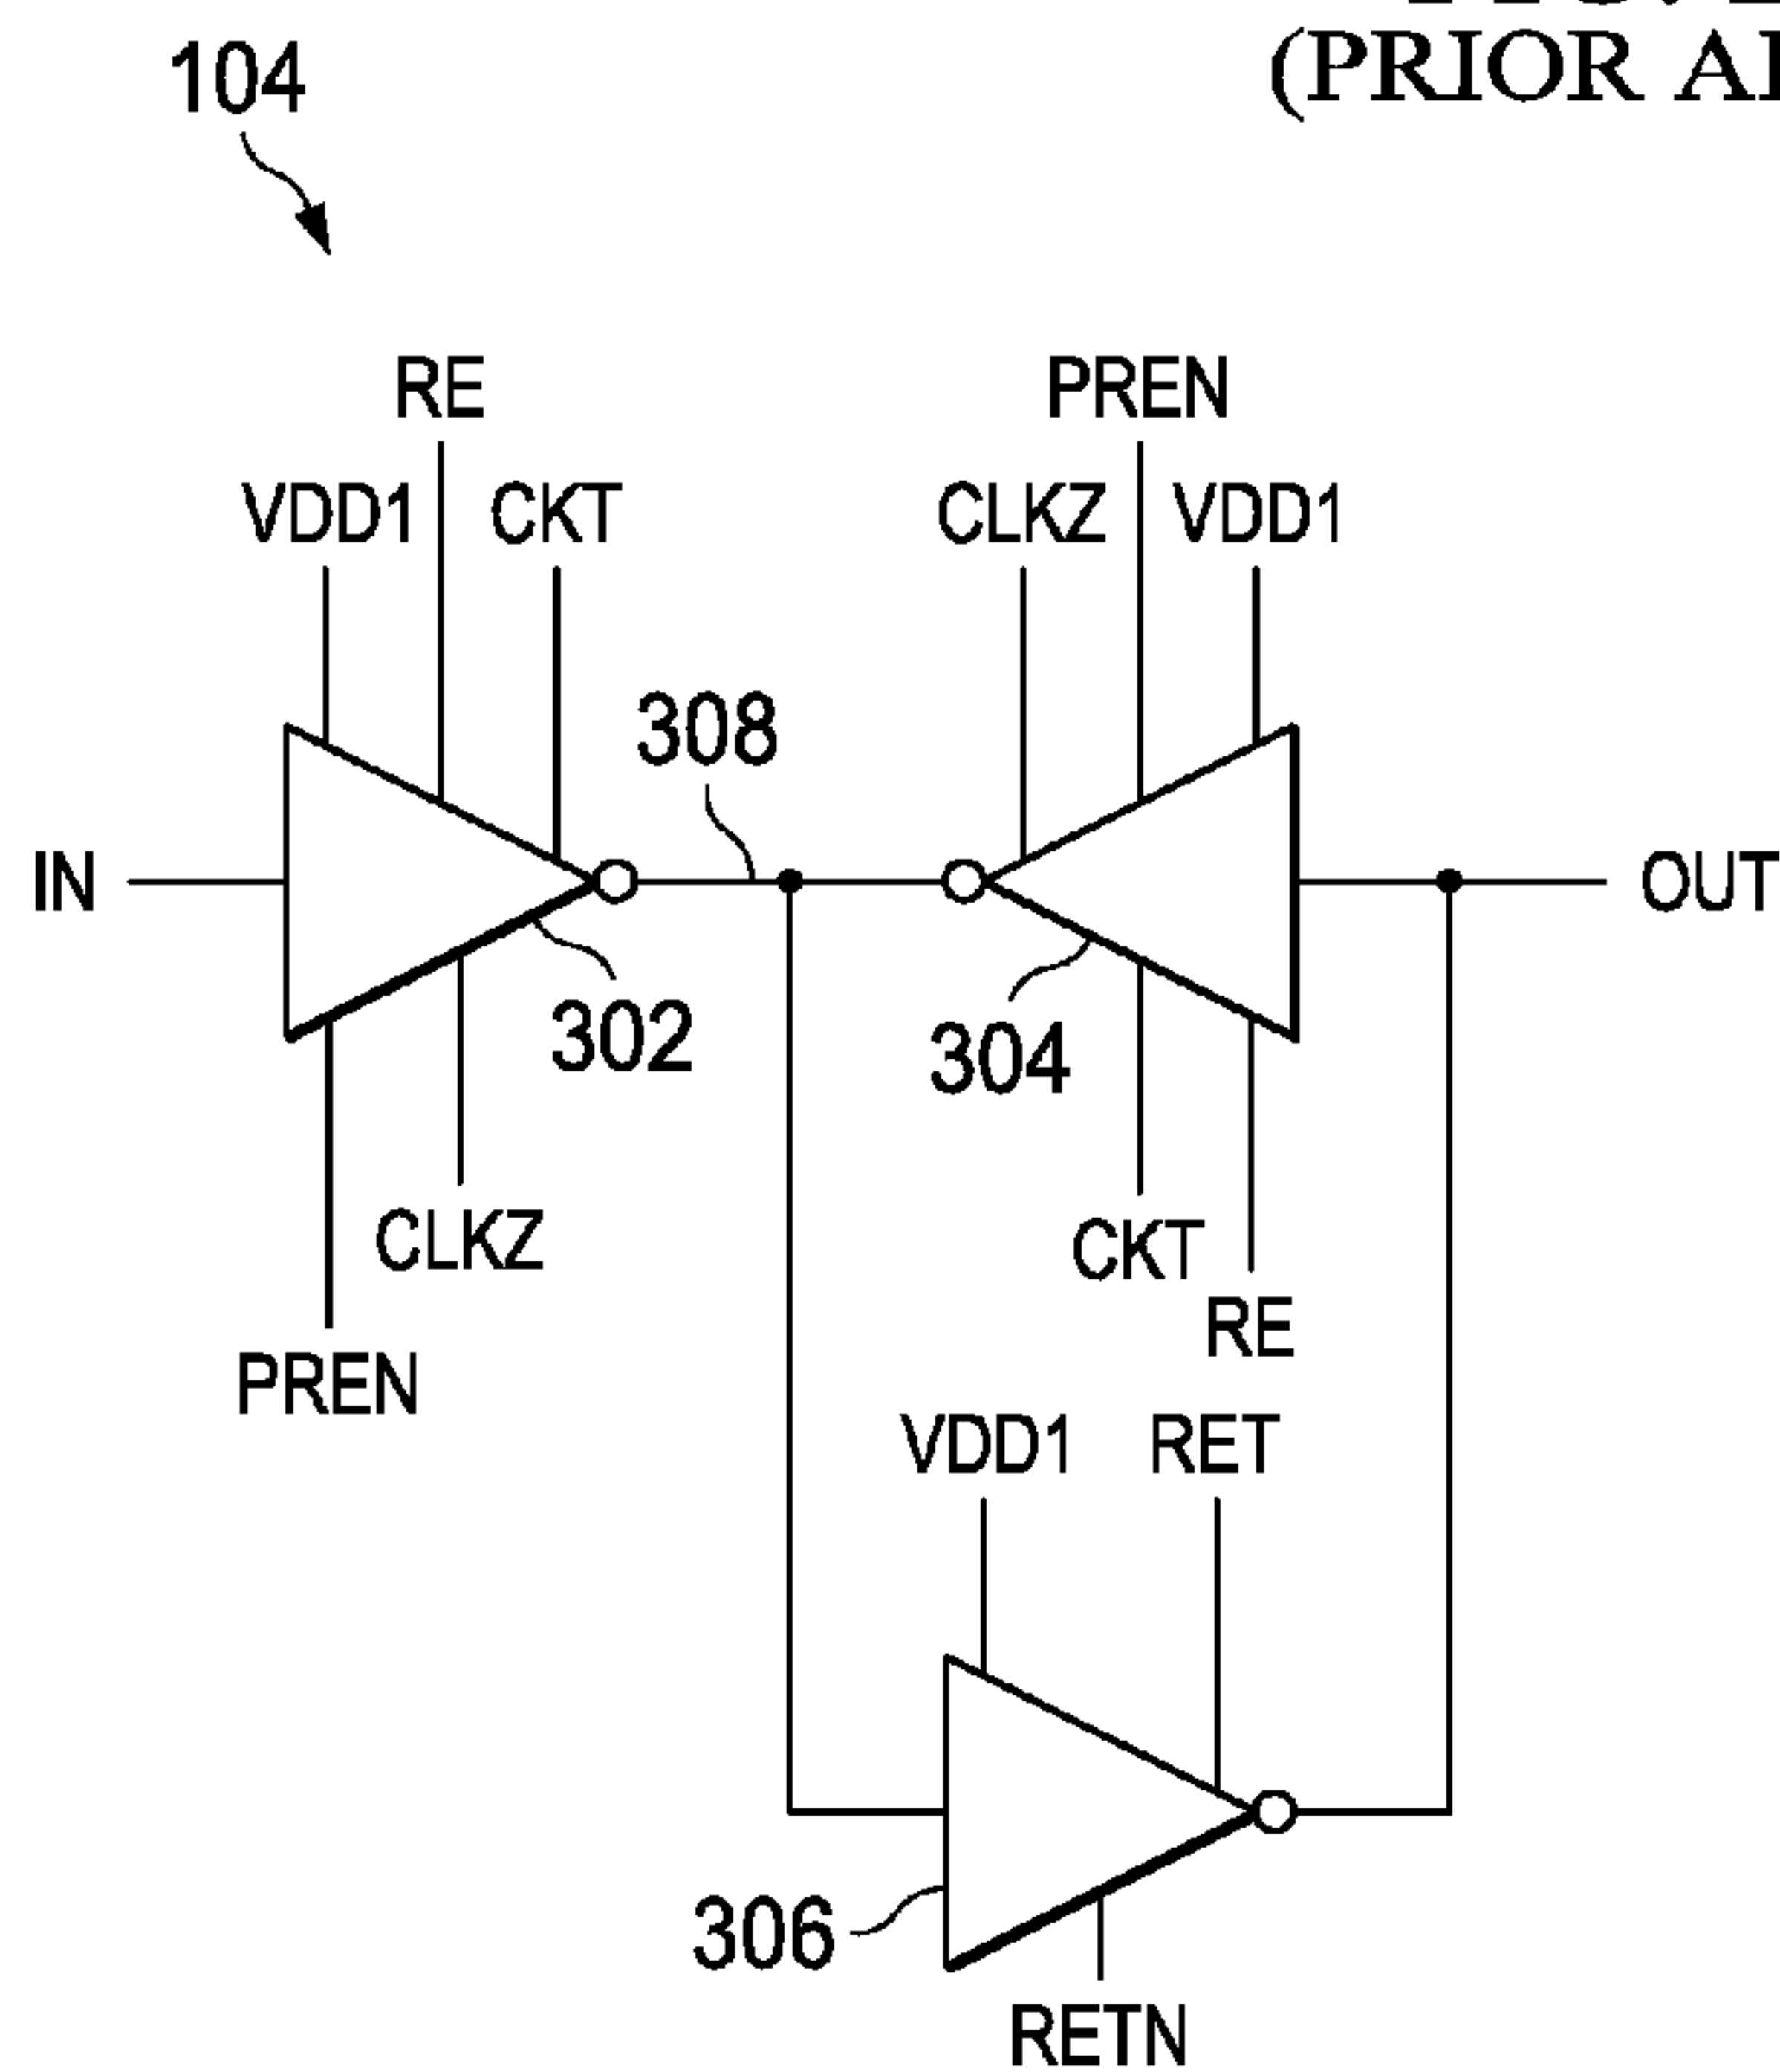 (PRIOR
104
RE
PREN
VDD1
CKT
CLKZ
VDD1
308
IN
OUT
302
304
CLKZ
CKT
RE
PREN
VDD1
RET
306
RETN